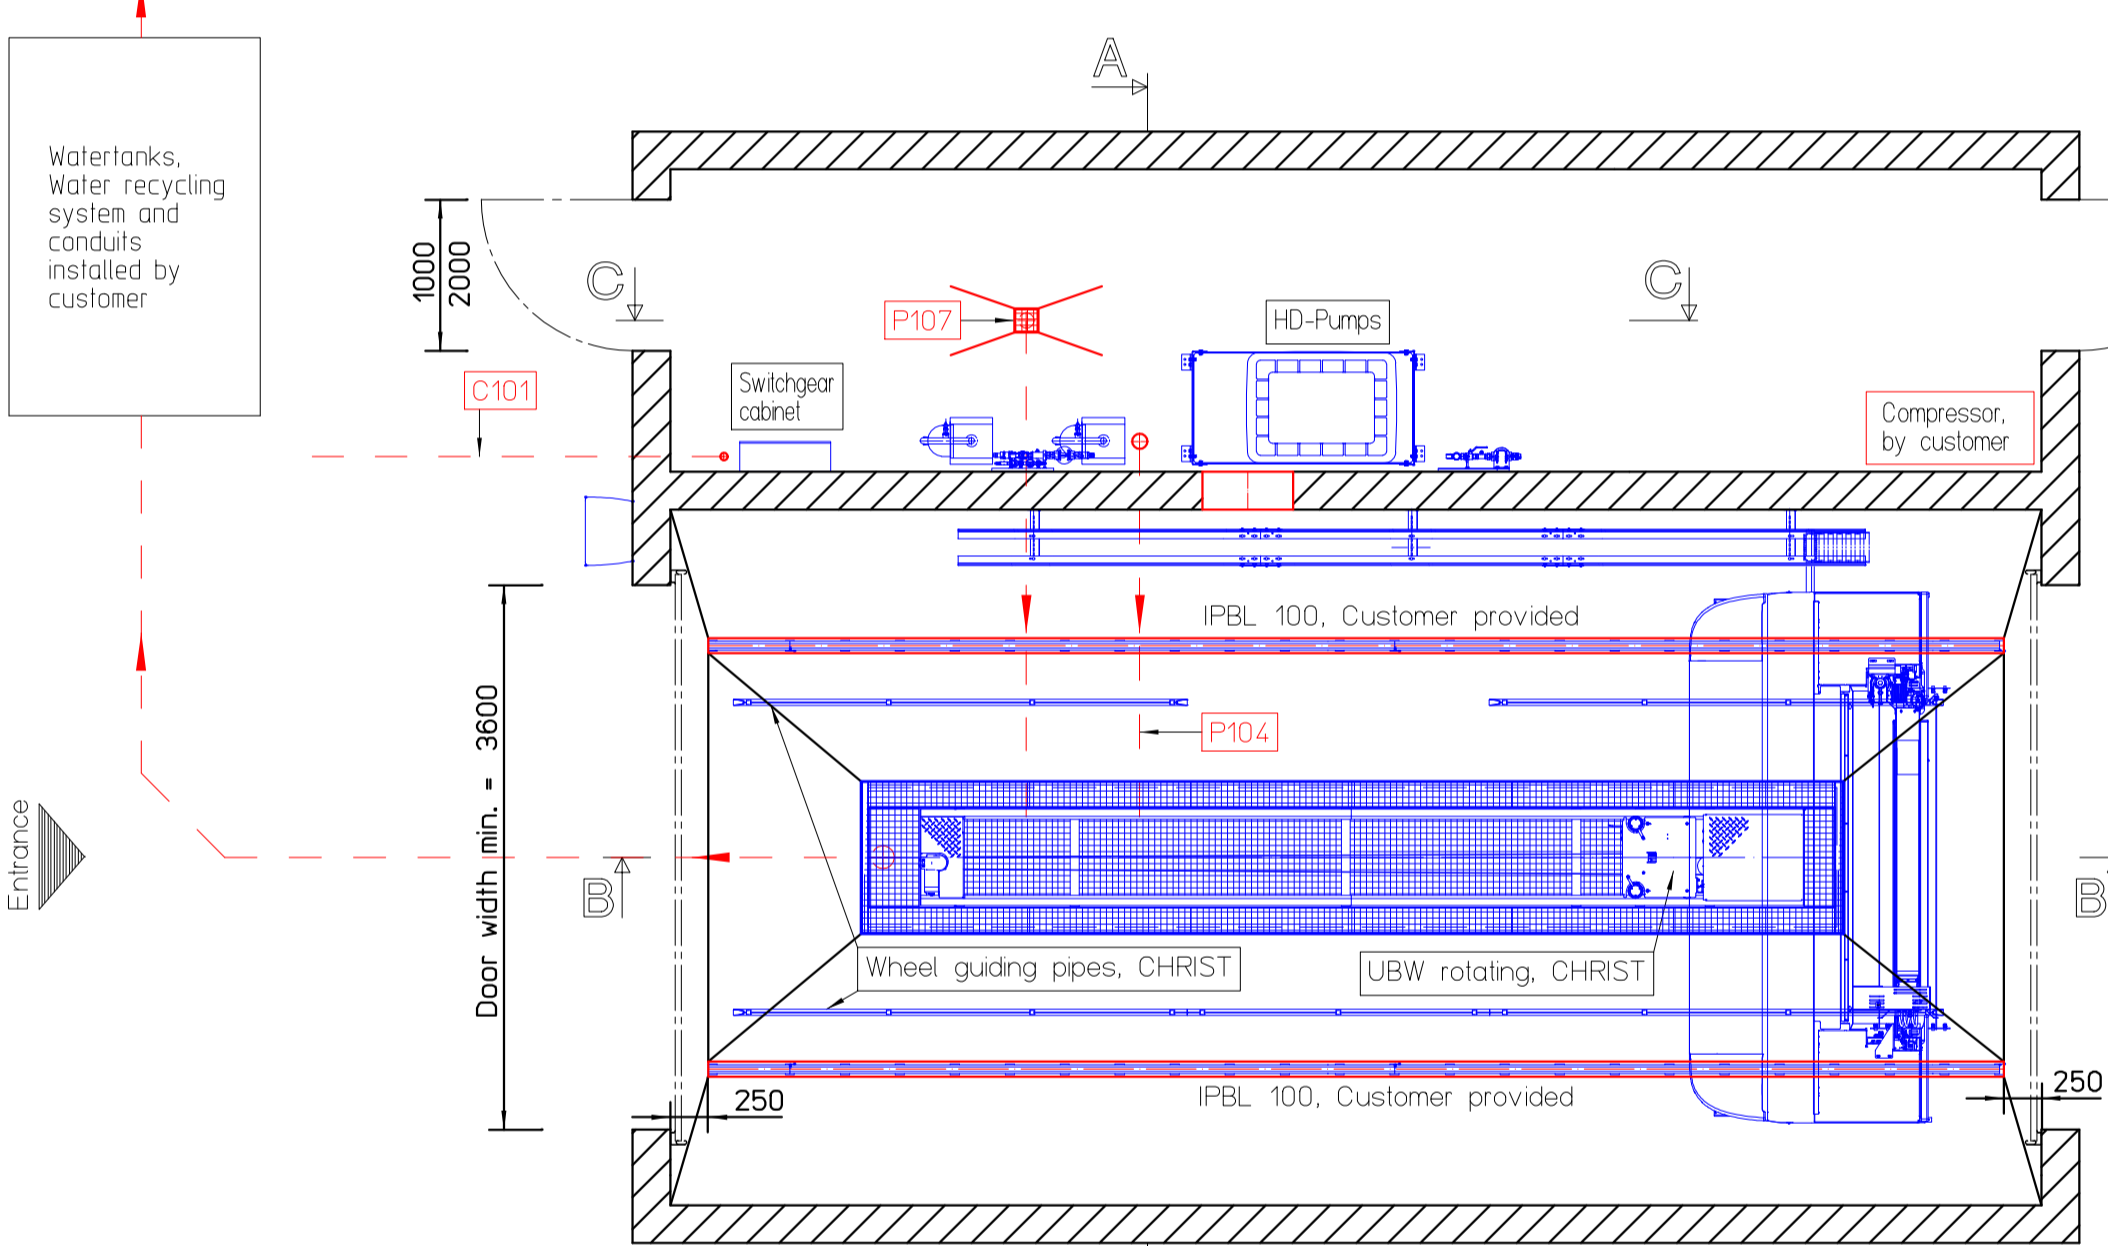 A
Watertanks,
Water recycling
system and
conduits
installed by
customer
1000
2000
C
C
P107
HD-Pumps
C101
Switchgear
cabinet
Compressor,
by customer
IPBL 100, Customer provided
Door width min. = 3600
P104
Entrance
B
B
Wheel guiding pipes, CHRIST
UBW rotating, CHRIST
250
IPBL 100, Customer provided
250